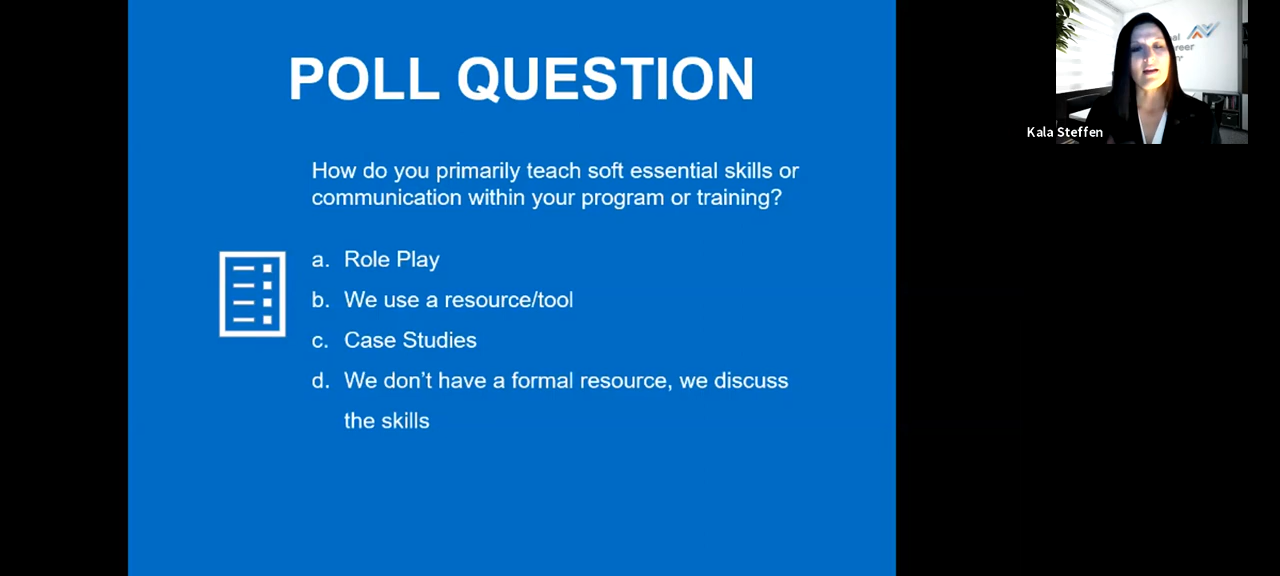 POLL QUESTION
How do you primarily teach soft essential skills or
communication within your program or training?
a. Role Play
b. We use a resource/tool
c. Case Studies
d. We don’t have a formal resource, we discuss
the skills
Kala Steffen